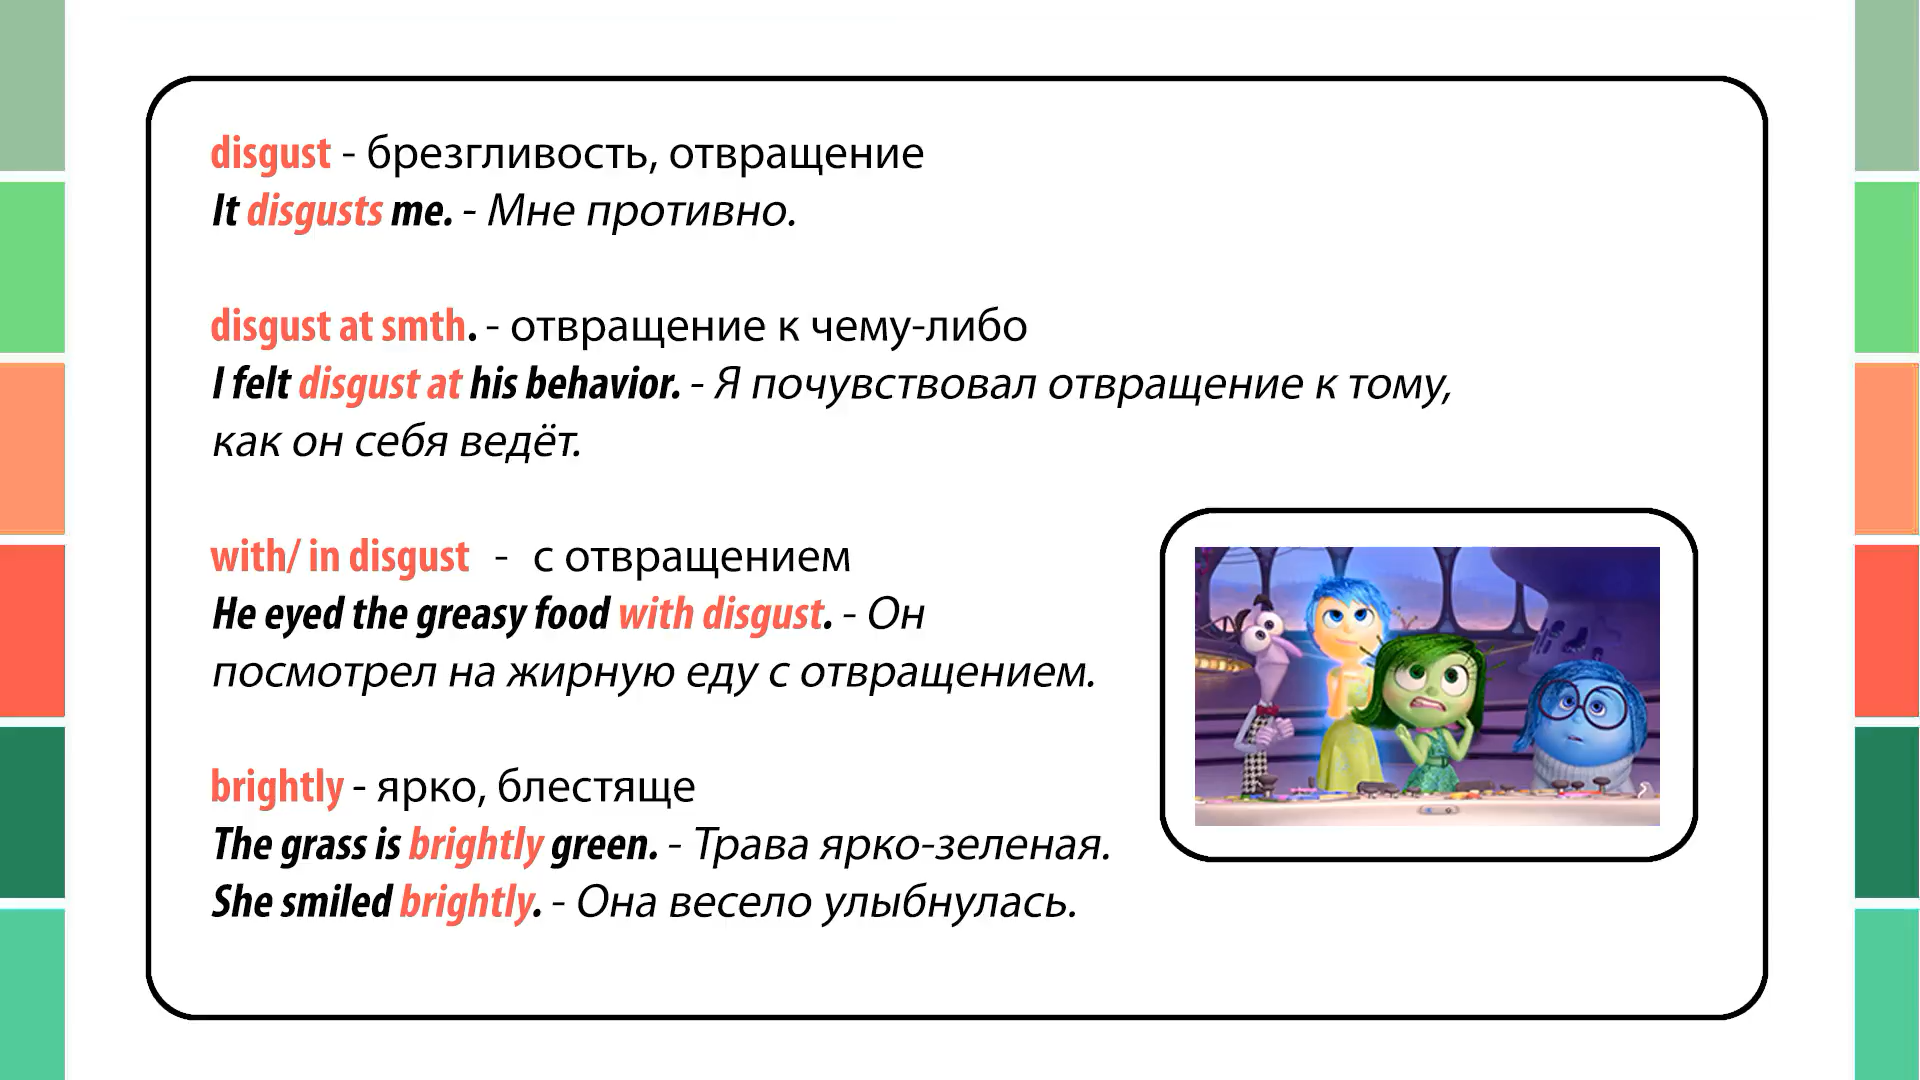 disgust - брезгливость, отвращение
It disgusts me. - Мне противно.
disgust at smth. - отвращение к чему-либо
I felt disgust at his behavior. - Я почувствовал отвращение к тому,
как он себя ведёт.
with/ in disgust - с отвращением
He eyed the greasy food with disgust. - Он
посмотрел на жирную еду с отвращением.
brightly - ярко, блестяще
The grass is brightly green. - Трава ярко-зеленая.
She smiled brightly. - Она весело улыбнулась.